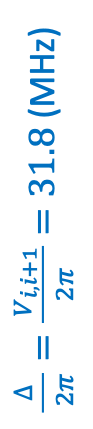 Δ/2π = V_{i,i+1}/2π = 31.8 (MHz)